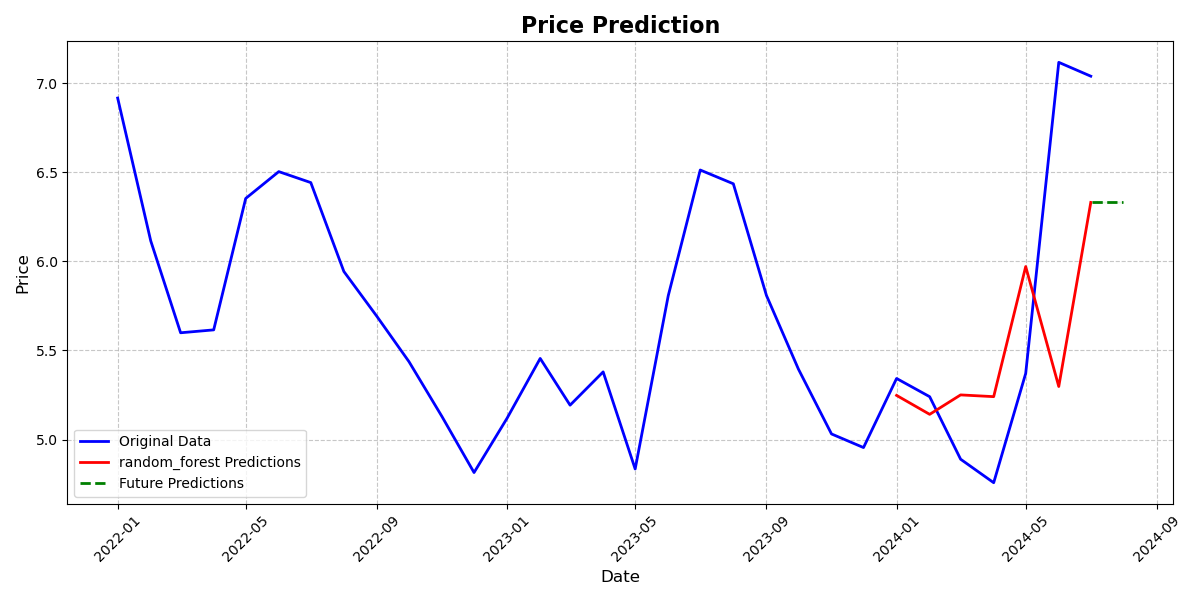 Price Prediction
Price
7.0
6.5
6.0
5.5
5.0
Original Data
random_forest Predictions
Future Predictions
2022-01
2022-05
2022-09
2023-01
2023-05
2023-09
2024-01
2024-05
2024-09
Date